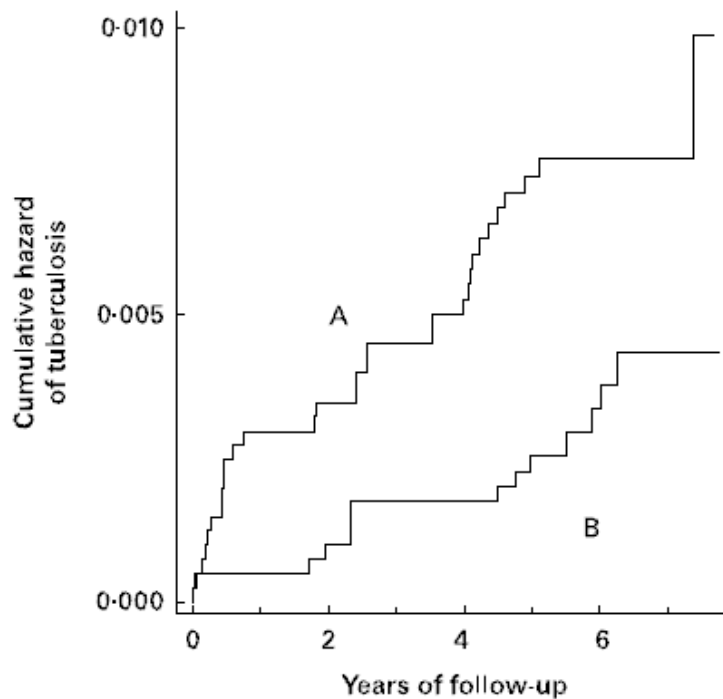 0·010
Cumulative hazard
of tuberculosis
A
0·005
B
0·000
0 2 4 6
Years of follow-up